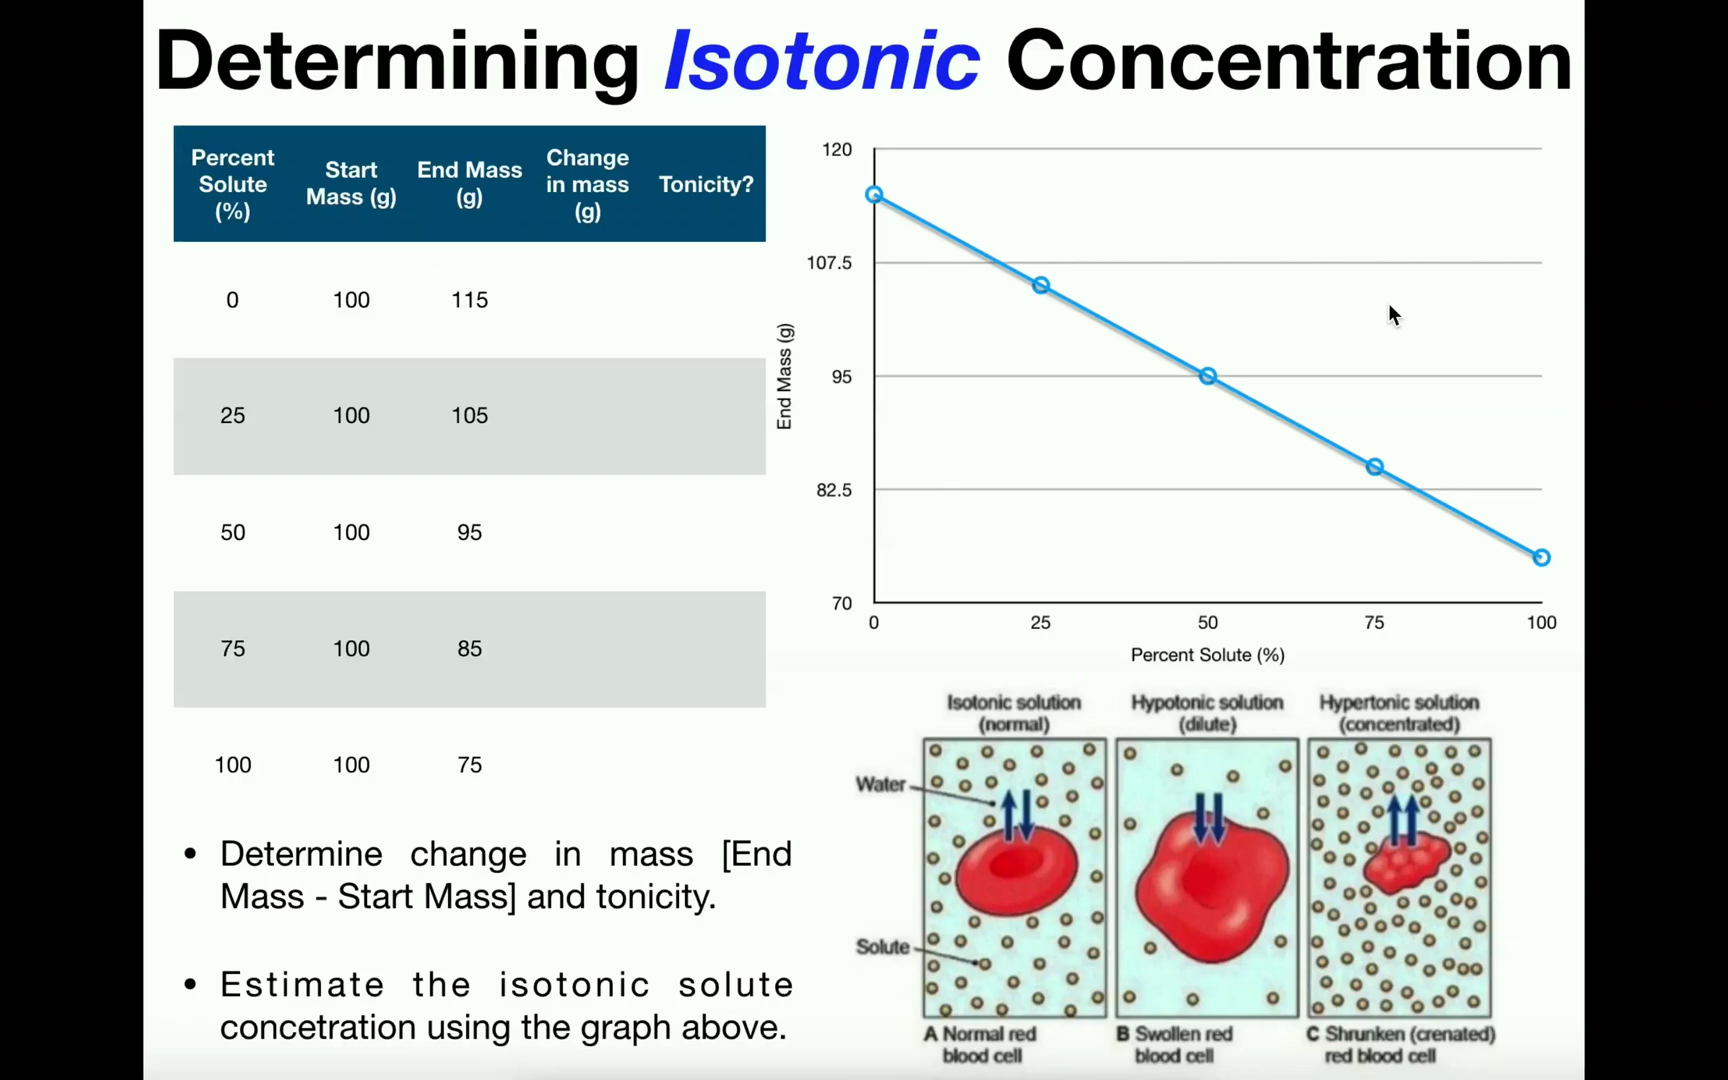 Determining Isotonic Concentration
Percent Solute (%) Start Mass (g) End Mass (g) Change in mass (g) Tonicity?
0 100 115
25 100 105
50 100 95
75 100 85
100 100 75
• Determine change in mass [End
Mass - Start Mass] and tonicity.
• Estimate the isotonic solute
concetration using the graph above.
120
107.5
95
82.5
70
End Mass (g)
0 25 50 75 100
Percent Solute (%)
Isotonic solution
(normal)
Hypotonic solution
(dilute)
Hypertonic solution
(concentrated)
Water
Solute
A Normal red
blood cell
B Swollen red
blood cell
C Shrunken (crenated)
red blood cell